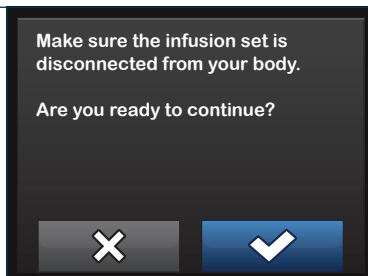 Make sure the infusion set is
disconnected from your body.
Are you ready to continue?